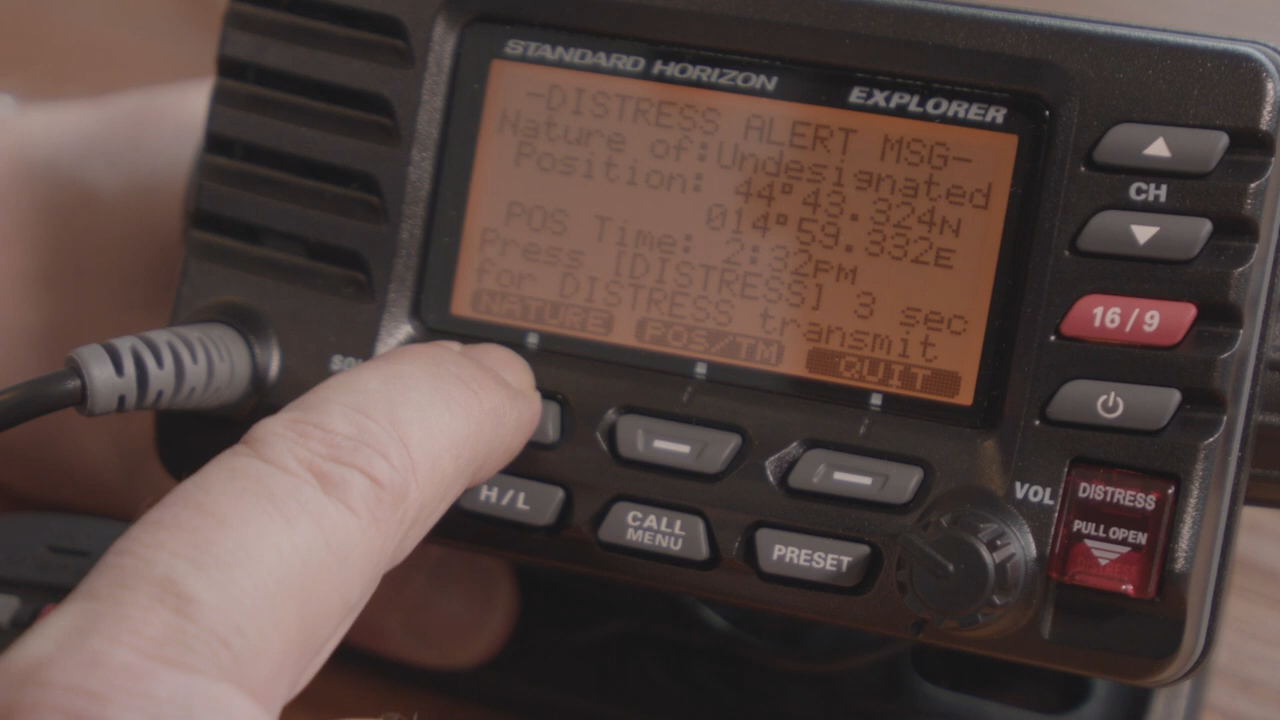 STANDARD HORIZON
EXPLORER
-DISTRESS ALERT MSG-
Nature of:Undesignated
Position: 44°43.324N
014°59.332E
POS Time: 2:32PM
Press [DISTRESS] 3 sec
for DISTRESS transmit
NATURE POS/TM QUIT
CH
16/9
H/L
CALL
MENU
PRESET
VOL
DISTRESS
PULL OPEN